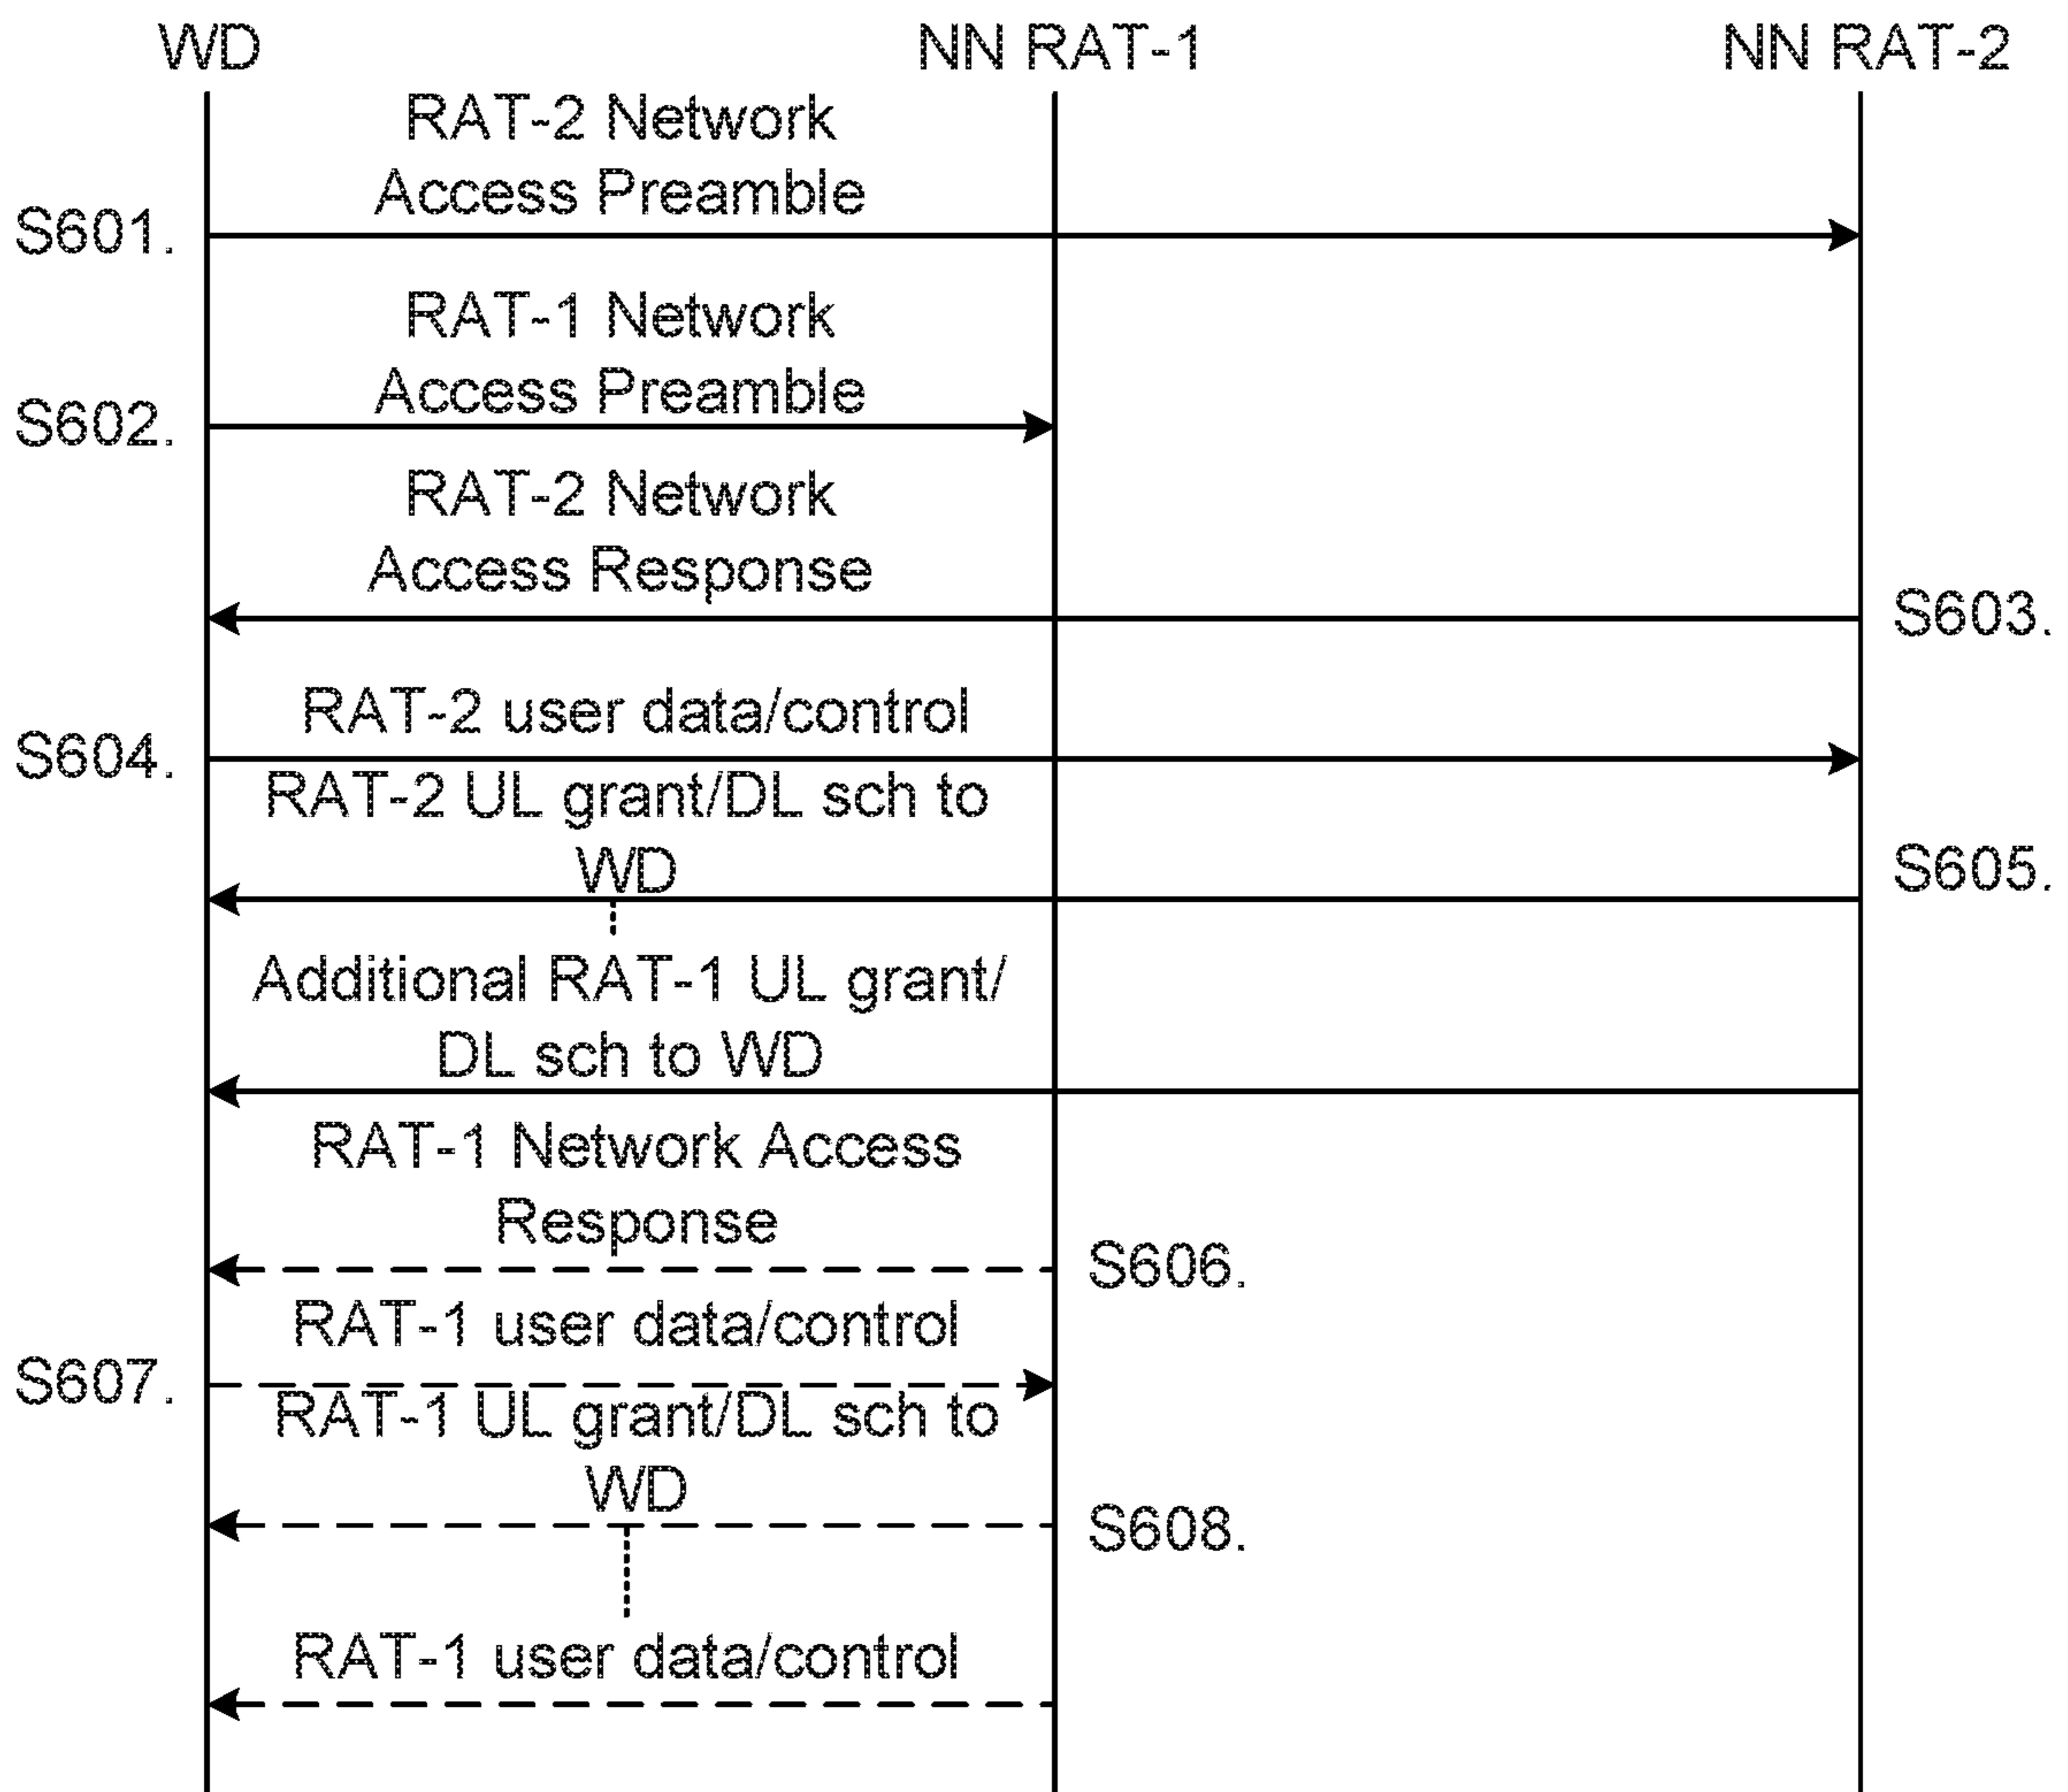 WD NN RAT-1 NN RAT-2
RAT-2 Network
Access Preamble
S601.
RAT-1 Network
Access Preamble
S602.
RAT-2 Network
Access Response
S603.
RAT-2 user data/control
S604.
RAT-2 UL grant/DL sch to
WD
S605.
Additional RAT-1 UL grant/
DL sch to WD
RAT-1 Network Access
Response
S606.
RAT-1 user data/control
S607.
RAT-1 UL grant/DL sch to
WD
S608.
RAT-1 user data/control